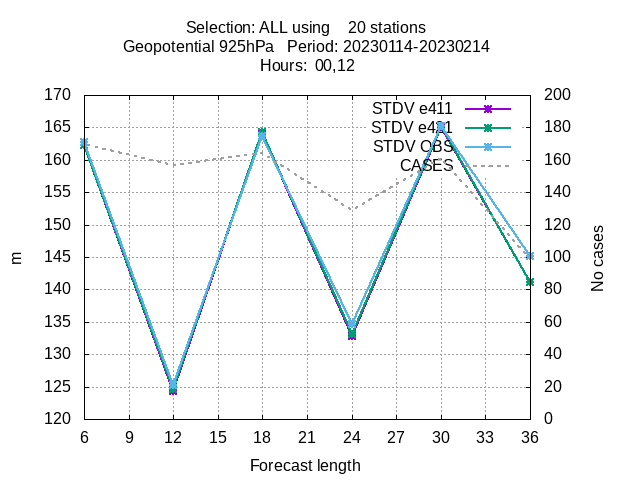 Selection: ALL using 20 stations
Geopotential 925hPa Period: 20230114-20230214
Hours: 00,12
STDV e411
STDV e421
STDV OBS
CASES
170
165
160
155
150
145
140
135
130
125
120
200
180
160
140
120
100
80
60
40
20
0
m
No cases
6 9 12 15 18 21 24 27 30 33 36
Forecast length